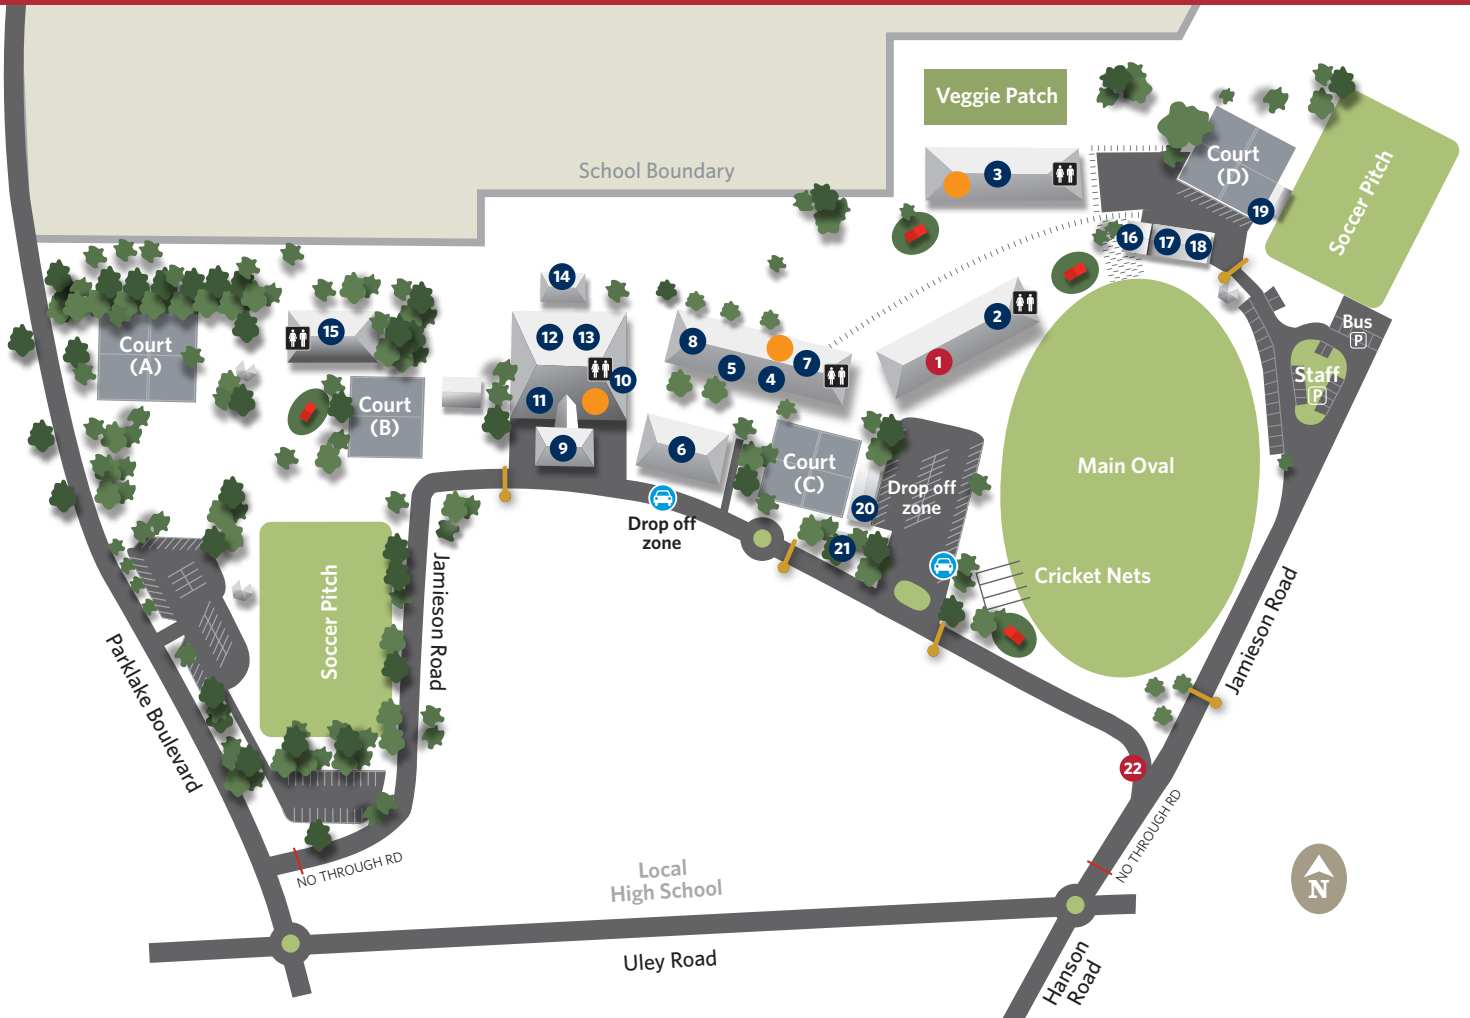 Veggie Patch
School Boundary
Court
(D)
Soccer Pitch
3
19
16
17
18
14
15
12
13
8
2
Bus
P
Court
(A)
5
4
7
1
10
Staff
P
11
Court
(B)
9
6
Court
(C)
Main Oval
Drop off
zone
20
Drop off
zone
21
Cricket Nets
Soccer Pitch
Jamieson Road
Jamieson Road
Parklake Boulevard
22
NO THROUGH RD
NO THROUGH RD
Local
High School
N
Uley Road
Hanson
Road